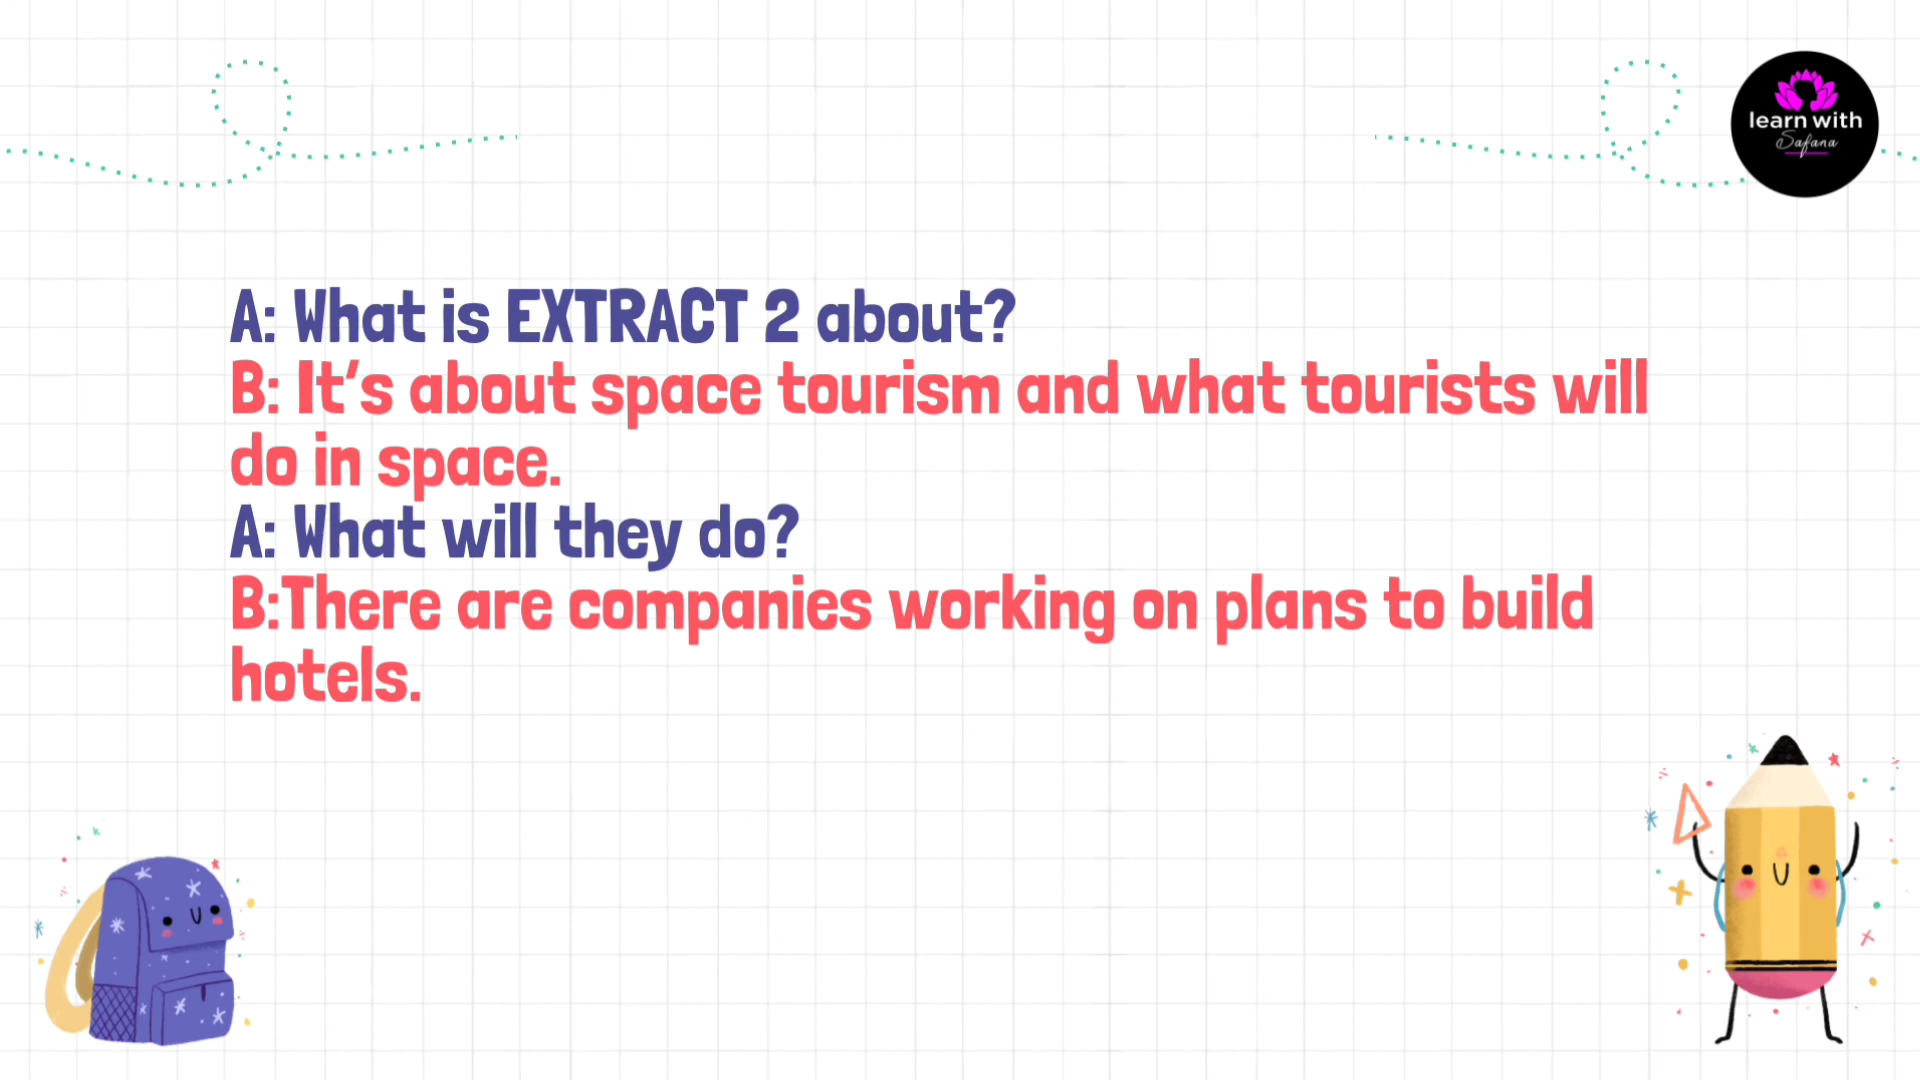 learn with
Safana
A: What is EXTRACT 2 about?
B: It’s about space tourism and what tourists will
do in space.
A: What will they do?
B:There are companies working on plans to build
hotels.